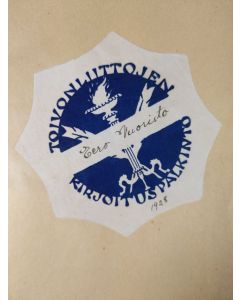 TOIVONLIITTOJEN
Eero Nuoristo
KIRJOITUSPALKINTO
1928